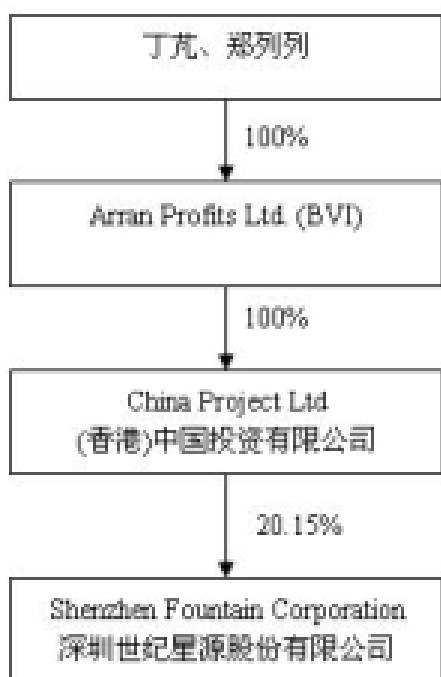 丁芃、郑列列
100%
Arran Profits Ltd. (BVI)
100%
China Project Ltd
(香港)中国投资有限公司
20.15%
Shenzhen Fountain Corporation
深圳世纪星源股份有限公司